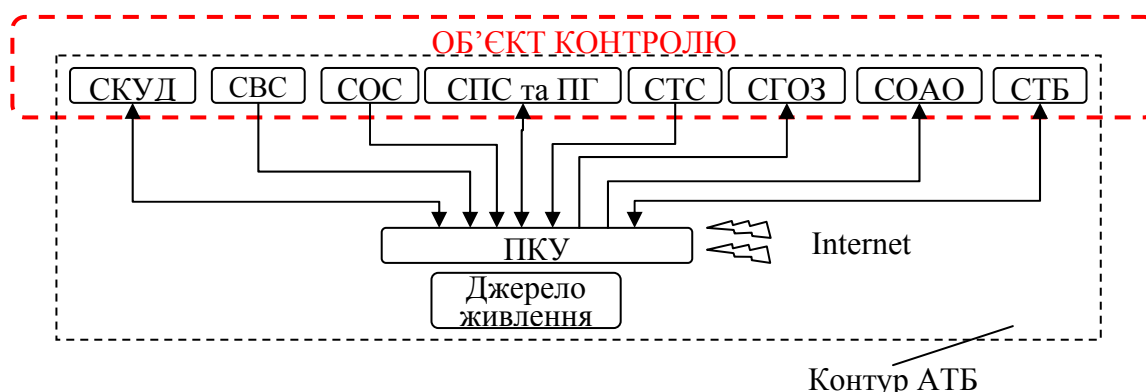 ОБ’ЄКТ КОНТРОЛЮ
СКУД СВС СОС СПС та ПГ СТС СГОЗ СОАО СТБ
ПКУ
Internet
Джерело
живлення
Контур АТБ